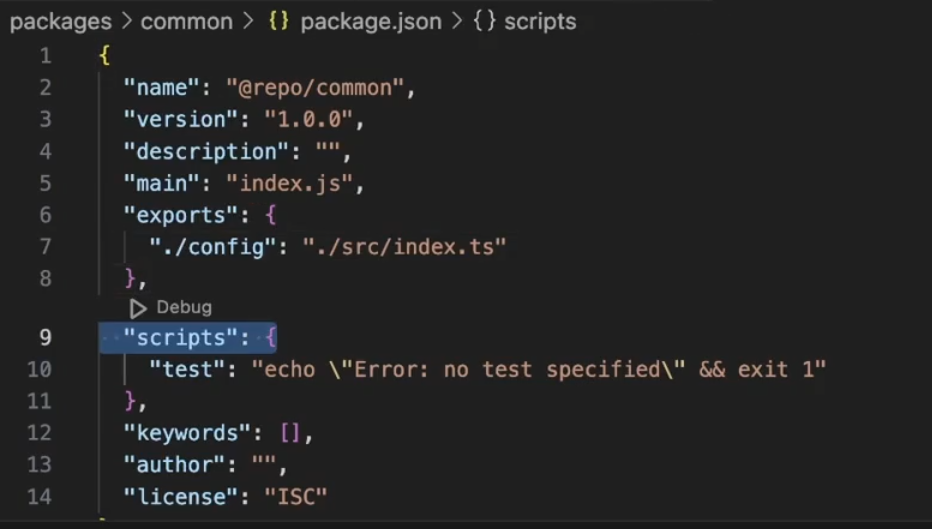 packages > common > {} package.json > {} scripts
1 {
2 "name": "@repo/common",
3 "version": "1.0.0",
4 "description": "",
5 "main": "index.js",
6 "exports": {
7 "./config": "./src/index.ts"
8 },
Debug
9 "scripts": {
10 "test": "echo \"Error: no test specified\" && exit 1"
11 },
12 "keywords": [],
13 "author": "",
14 "license": "ISC"